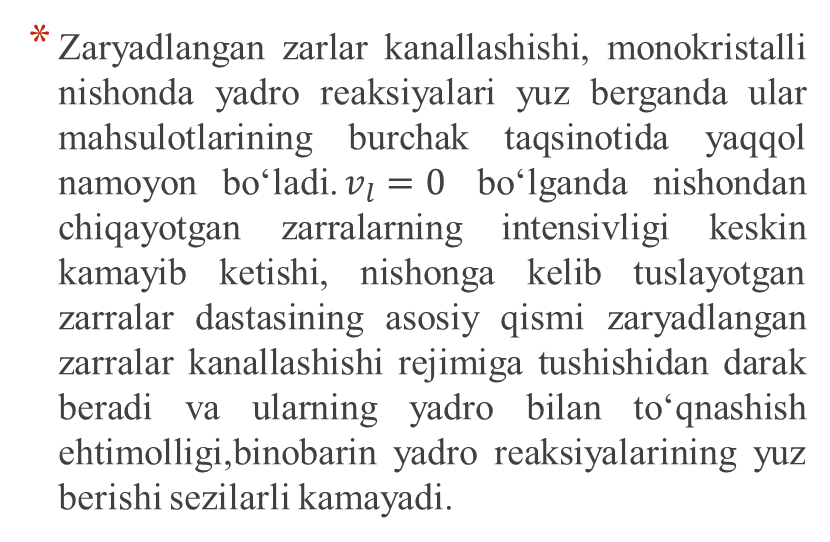 * Zaryadlangan zarlar kanallashishi, monokristalli
nishonda yadro reaksiyalari yuz berganda ular
mahsulotlarining burchak taqsinotida yaqqol
namoyon bo‘ladi. 𝑣𝑙 = 0 bo‘lganda nishondan
chiqayotgan zarralarning intensivligi keskin
kamayib ketishi, nishonga kelib tuslayotgan
zarralar dastasining asosiy qismi zaryadlangan
zarralar kanallashishi rejimiga tushishidan darak
beradi va ularning yadro bilan to‘qnashish
ehtimolligi,binobarin yadro reaksiyalarining yuz
berishi sezilarli kamayadi.